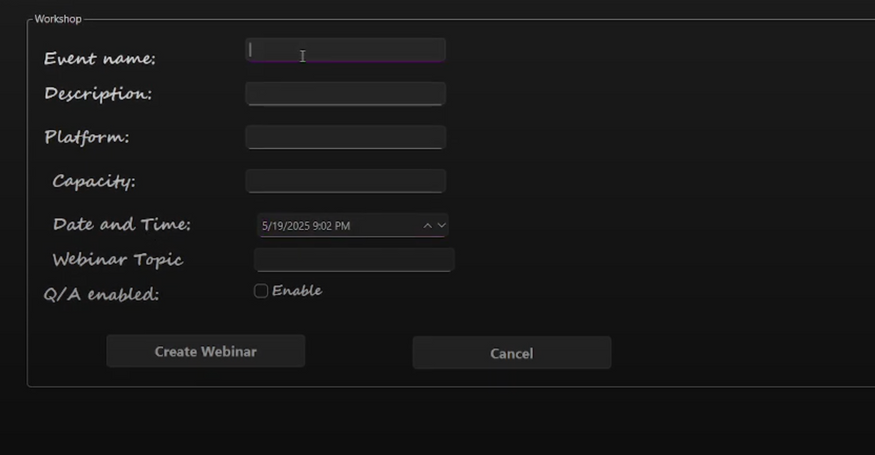 Workshop
Event name:
Description:
Platform:
Capacity:
Date and Time: 5/19/2025 9:02 PM
Webinar Topic
Q/A enabled: Enable
Create Webinar Cancel